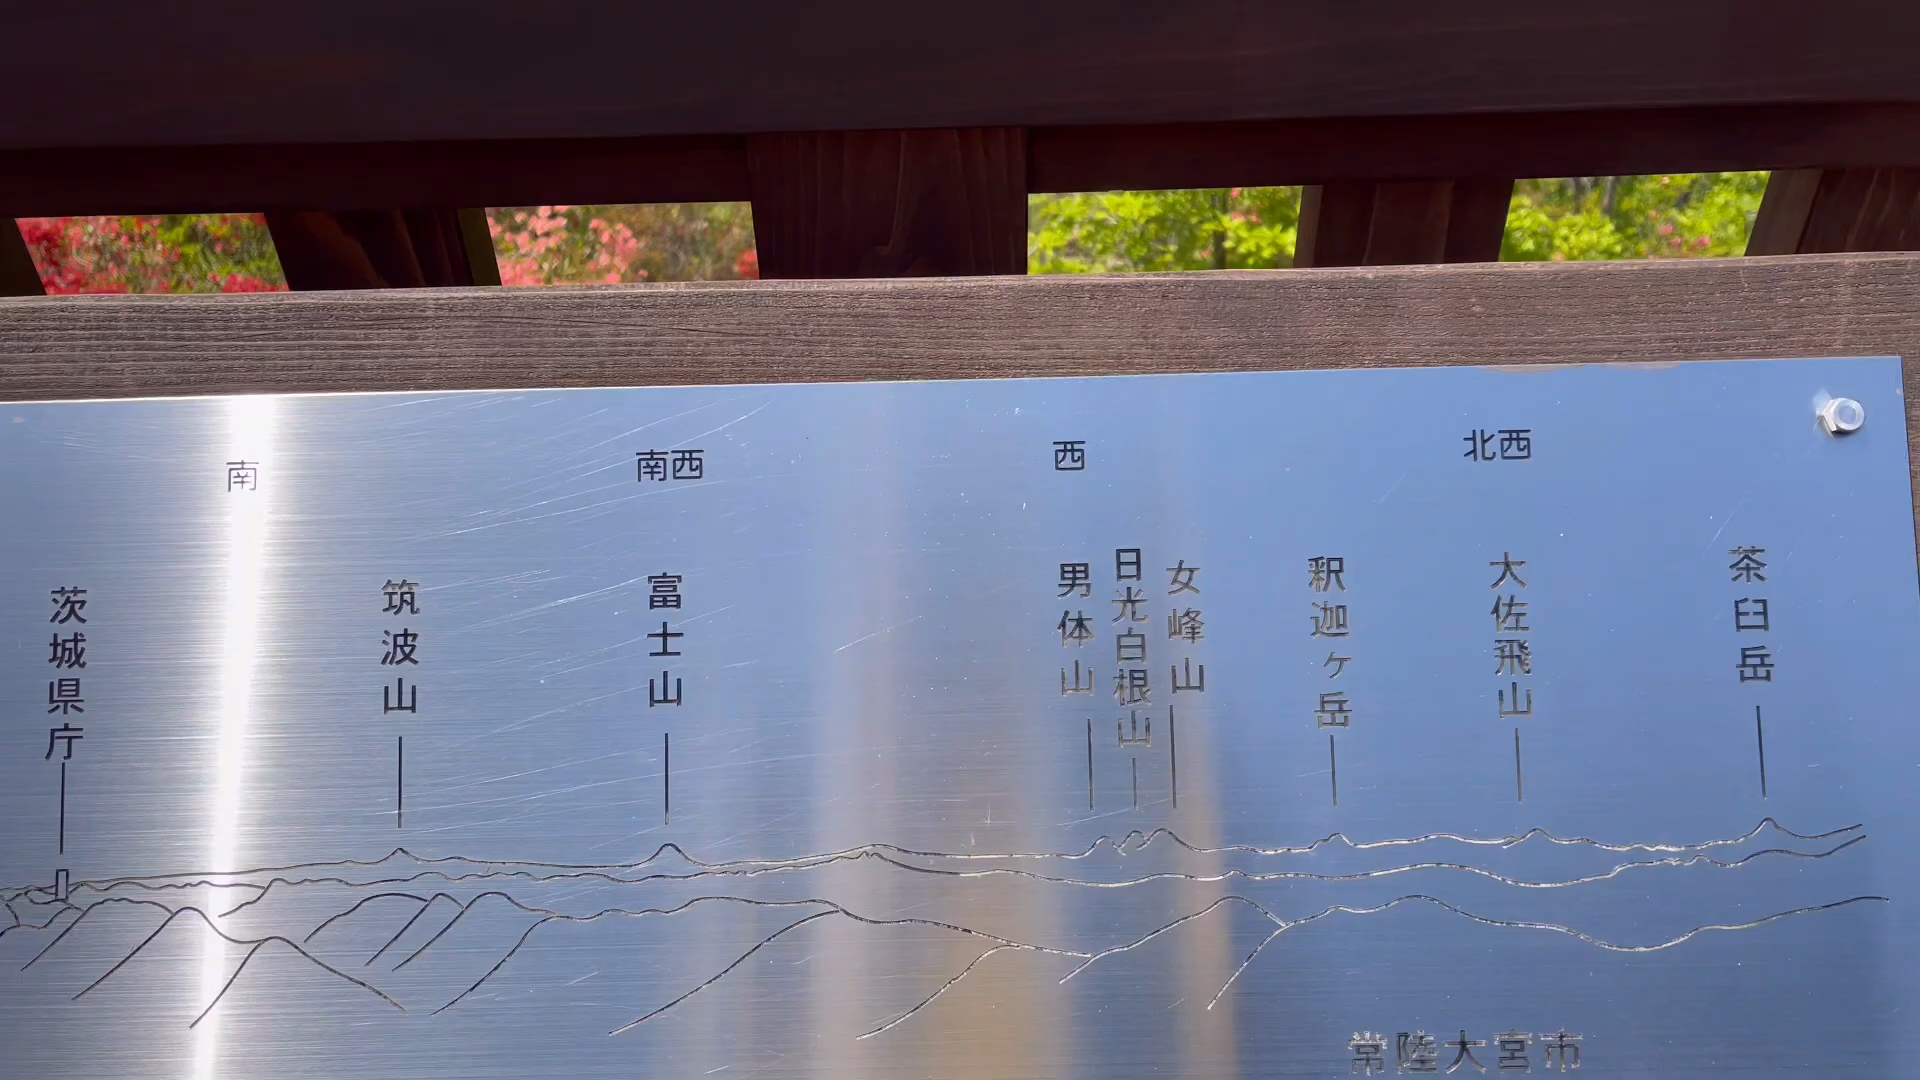 南
南西
西
北西
茨城県庁
筑波山
富士山
男体山
日光白根山
女峰山
釈迦ヶ岳
大佐飛山
茶臼岳
常陸大宮市